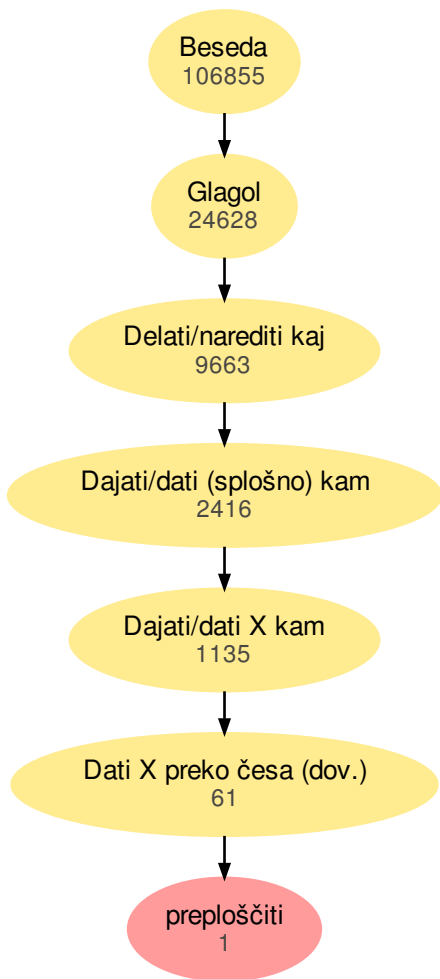 Beseda
106855
Glagol
24628
Delati/narediti kaj
9663
Dajati/dati (splošno) kam
2416
Dajati/dati X kam
1135
Dati X preko česa (dov.)
61
preploščiti
1